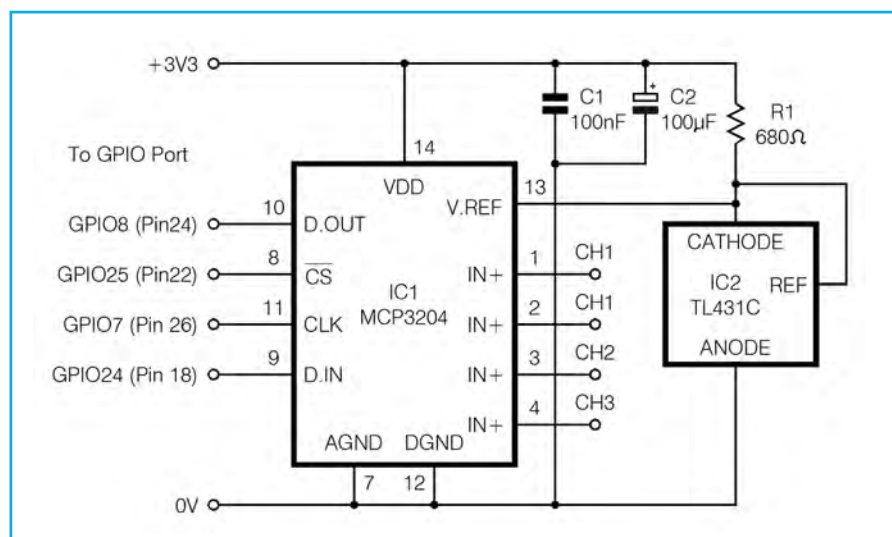 +3V3
To GPIO Port
14
VDD
C1
100nF
+
C2
100µF
R1
680Ω
13
V.REF
GPIO8 (Pin24)
10
D.OUT
GPIO25 (Pin22)
8
CS
GPIO7 (Pin 26)
11
CLK
GPIO24 (Pin 18)
9
D.IN
IC1
MCP3204
IN+
1
CH1
IN+
2
CH1
IN+
3
CH2
IN+
4
CH3
CATHODE
IC2
TL431C
REF
ANODE
AGND
DGND
7
12
0V